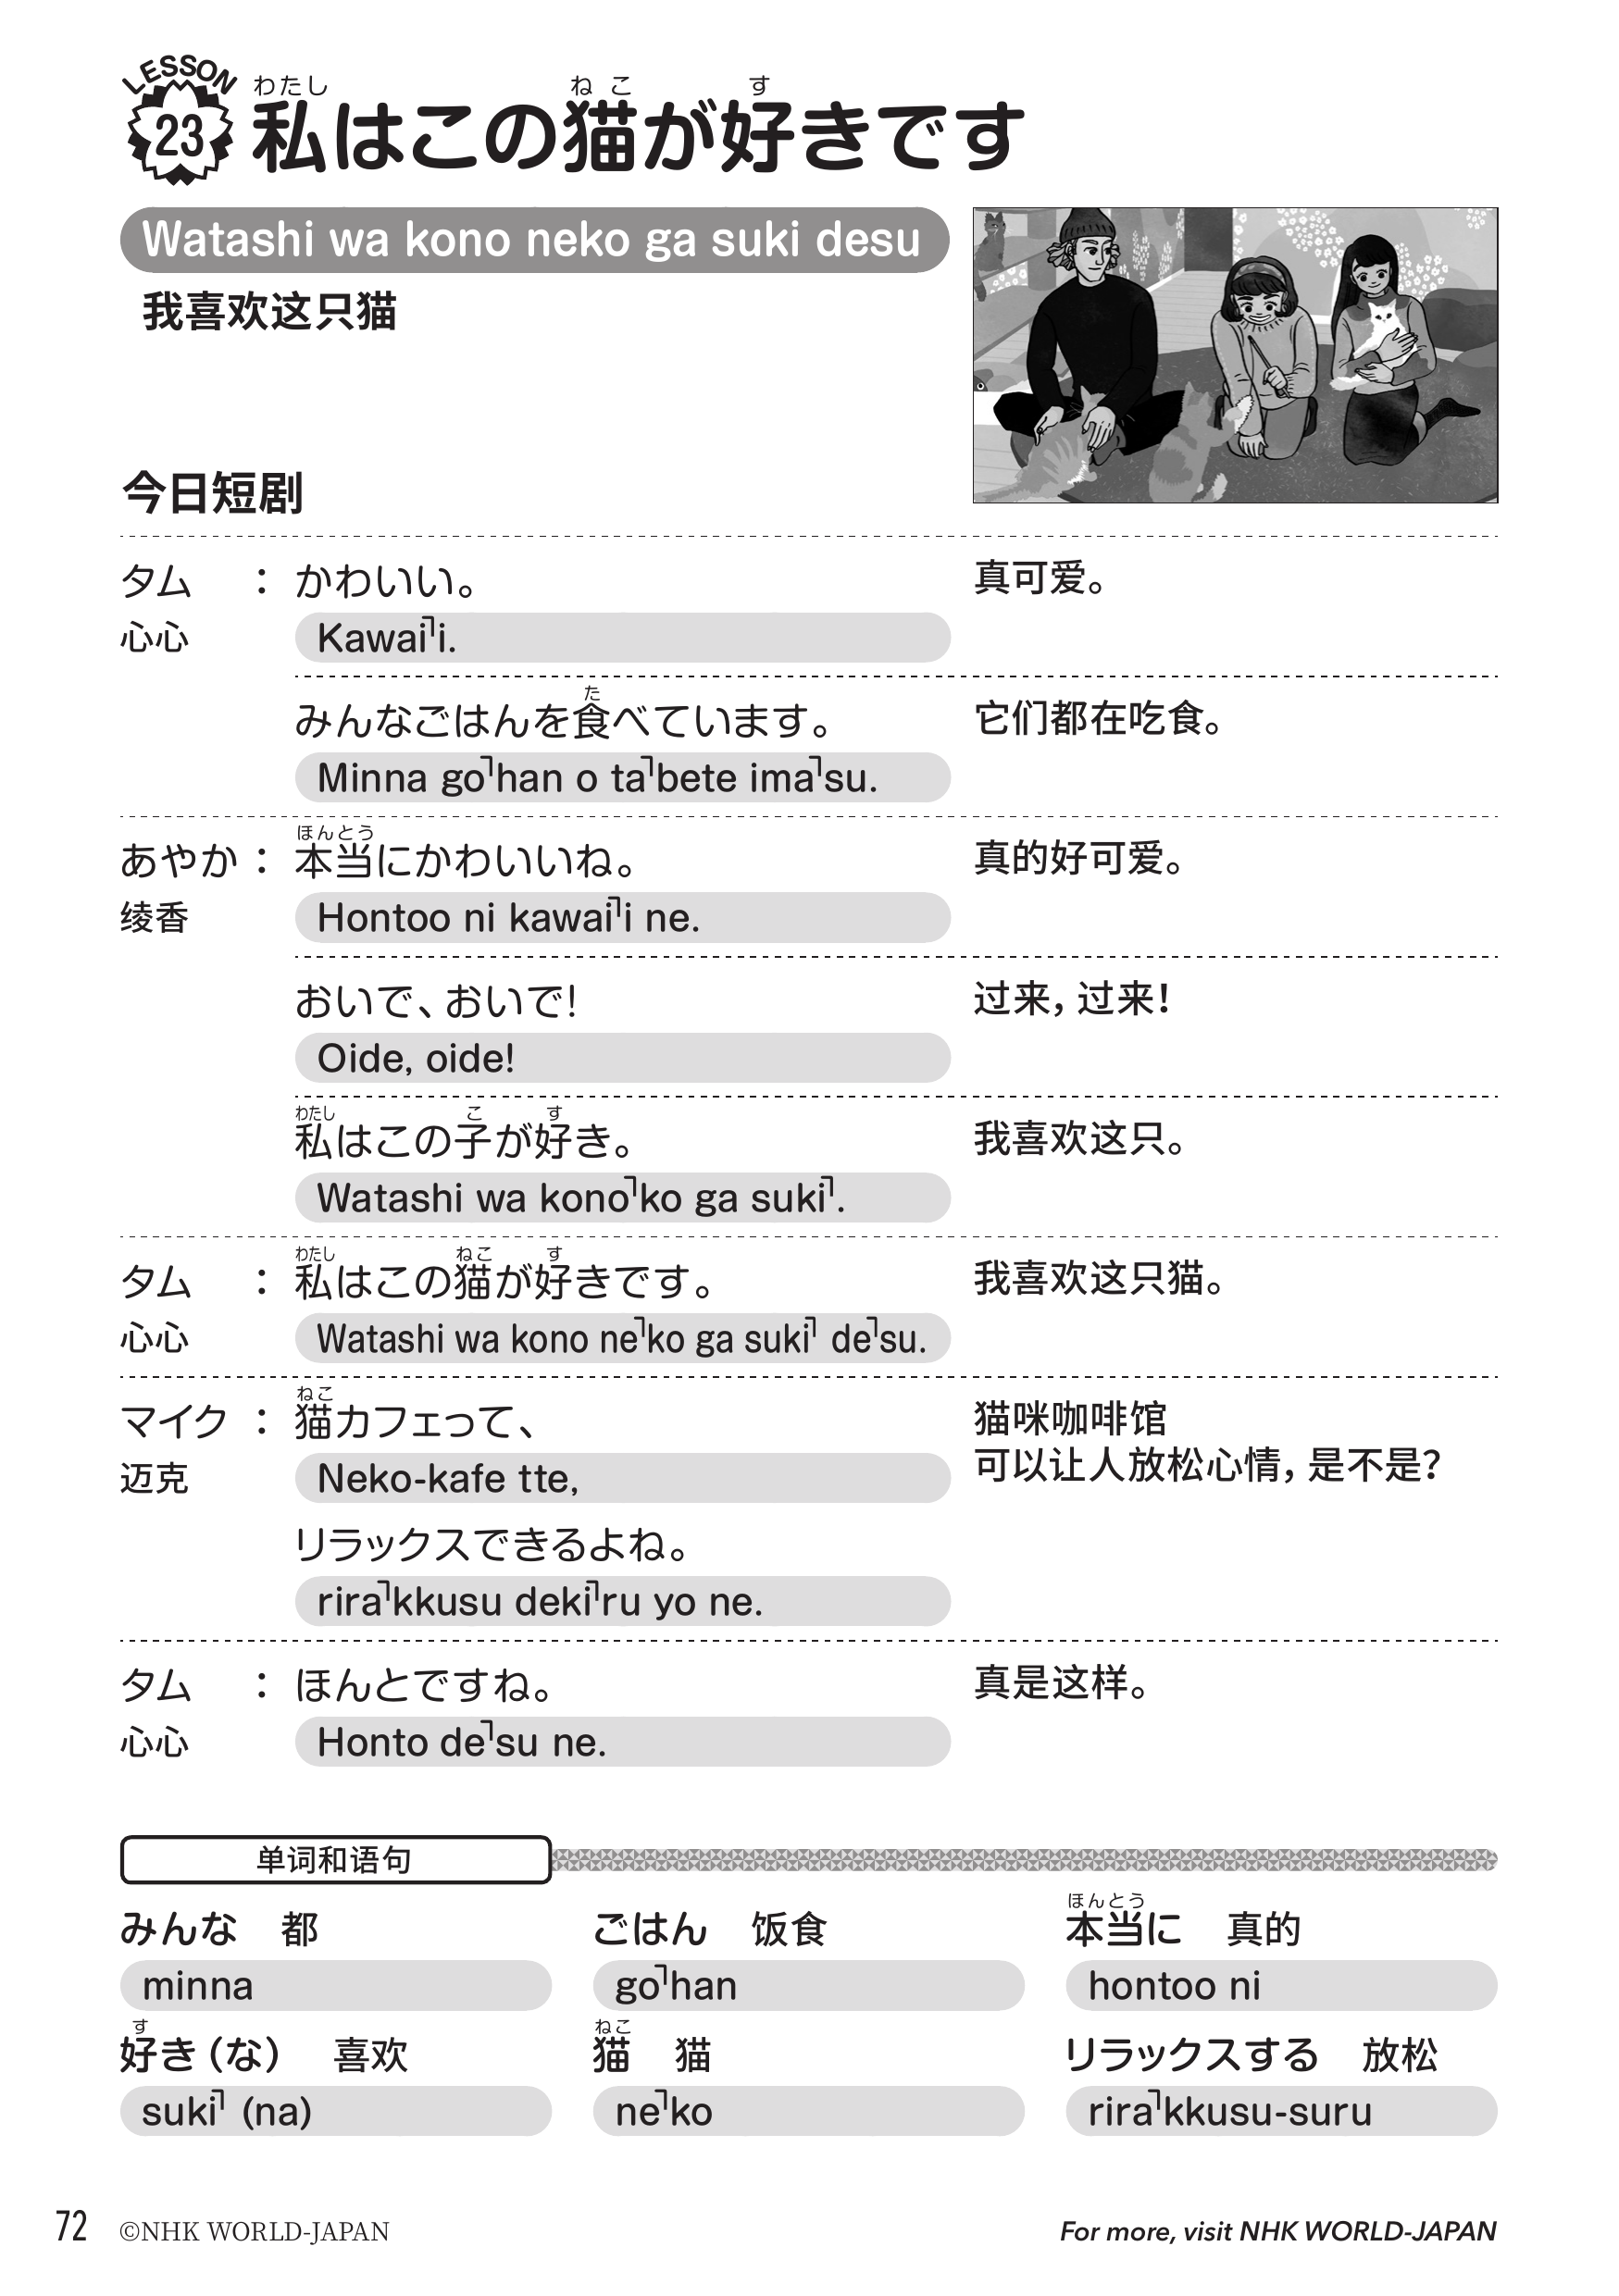 LESSON
23
わたし ねこ す
私はこの猫が好きです
Watashi wa kono neko ga suki desu
我喜欢这只猫
今日短剧
タム : かわいい。 真可爱。
心心 Kawai˥i.
た
みんなごはんを食べています。 它们都在吃食。
Minna go˥han o ta˥bete ima˥su.
ほんとう
あやか : 本当にかわいいね。 真的好可爱。
绫香 Hontoo ni kawai˥i ne.
おいで、おいで! 过来, 过来!
Oide, oide!
わたし こ す
私はこの子が好き。 我喜欢这只。
Watashi wa kono˥ko ga suki˥.
わたし ねこ す
タム : 私はこの猫が好きです。 我喜欢这只猫。
心心 Watashi wa kono ne˥ko ga suki˥ de˥su.
ねこ
マイク : 猫カフェって、 猫咪咖啡馆
迈克 Neko-kafe tte, 可以让人放松心情, 是不是?
リラックスできるよね。
rira˥kkusu deki˥ru yo ne.
タム : ほんとですね。 真是这样。
心心 Honto de˥su ne.
单词和语句
ほんとう
みんな 都 ごはん 饭食 本当に 真的
minna go˥han hontoo ni
す ねこ
好き(な) 喜欢 猫 猫 リラックスする 放松
suki˥ (na) ne˥ko rira˥kkusu-suru
72 ©NHK WORLD-JAPAN For more, visit NHK WORLD-JAPAN